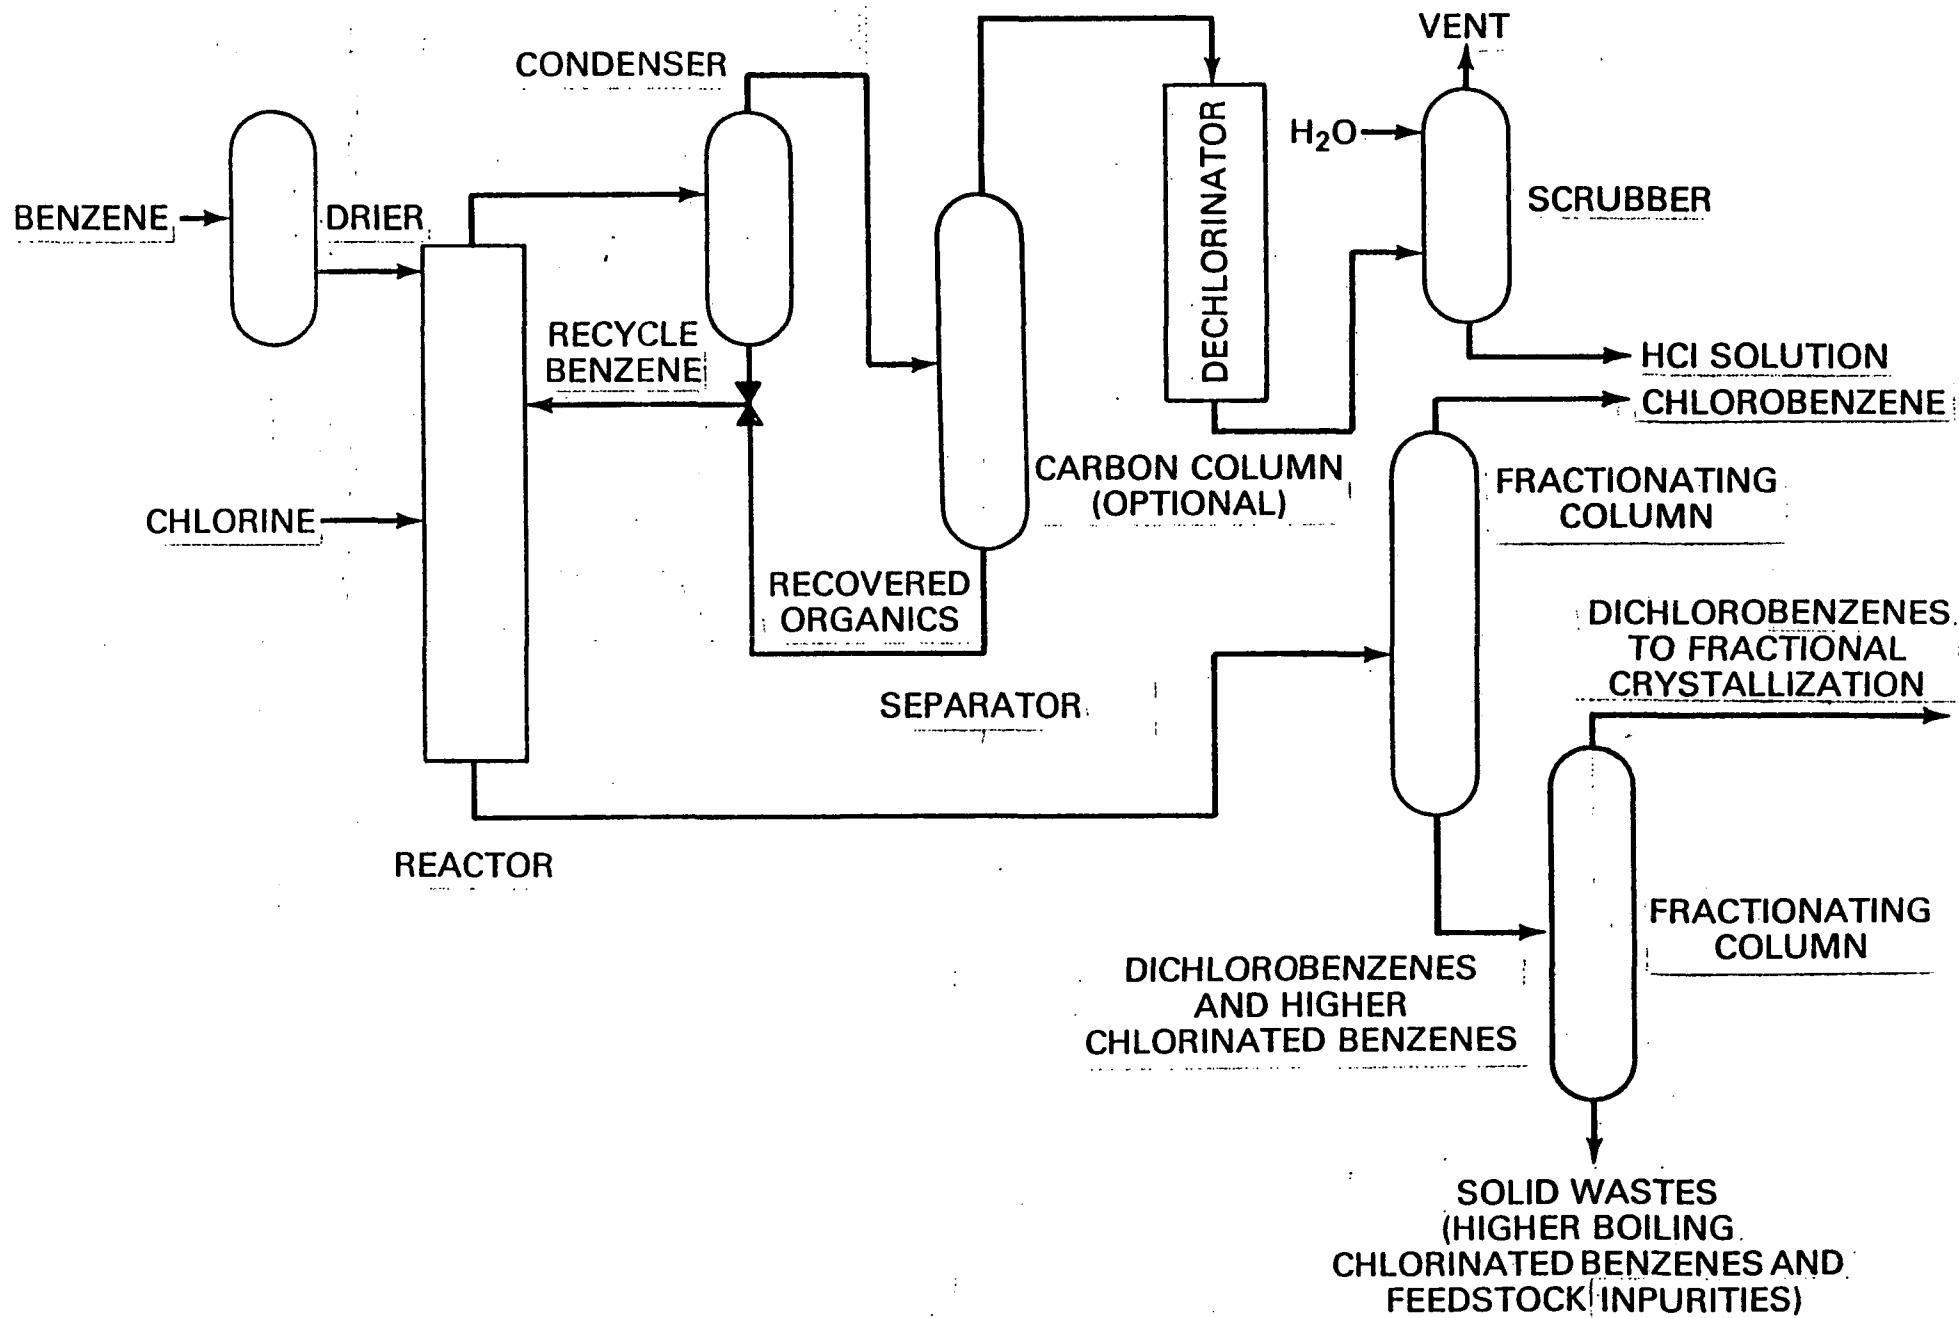 VENT
CONDENSER
DECHLORINATOR
H₂O
SCRUBBER
BENZENE
DRIER
RECYCLE
BENZENE
HCl SOLUTION
CHLOROBENZENE
CARBON COLUMN
(OPTIONAL)
FRACTIONATING
COLUMN
CHLORINE
RECOVERED
ORGANICS
DICHLOROBENZENES
TO FRACTIONAL
CRYSTALLIZATION
SEPARATOR
REACTOR
FRACTIONATING
COLUMN
DICHLOROBENZENES
AND HIGHER
CHLORINATED BENZENES
SOLID WASTES
(HIGHER BOILING
CHLORINATED BENZENES AND
FEEDSTOCK INPURITIES)